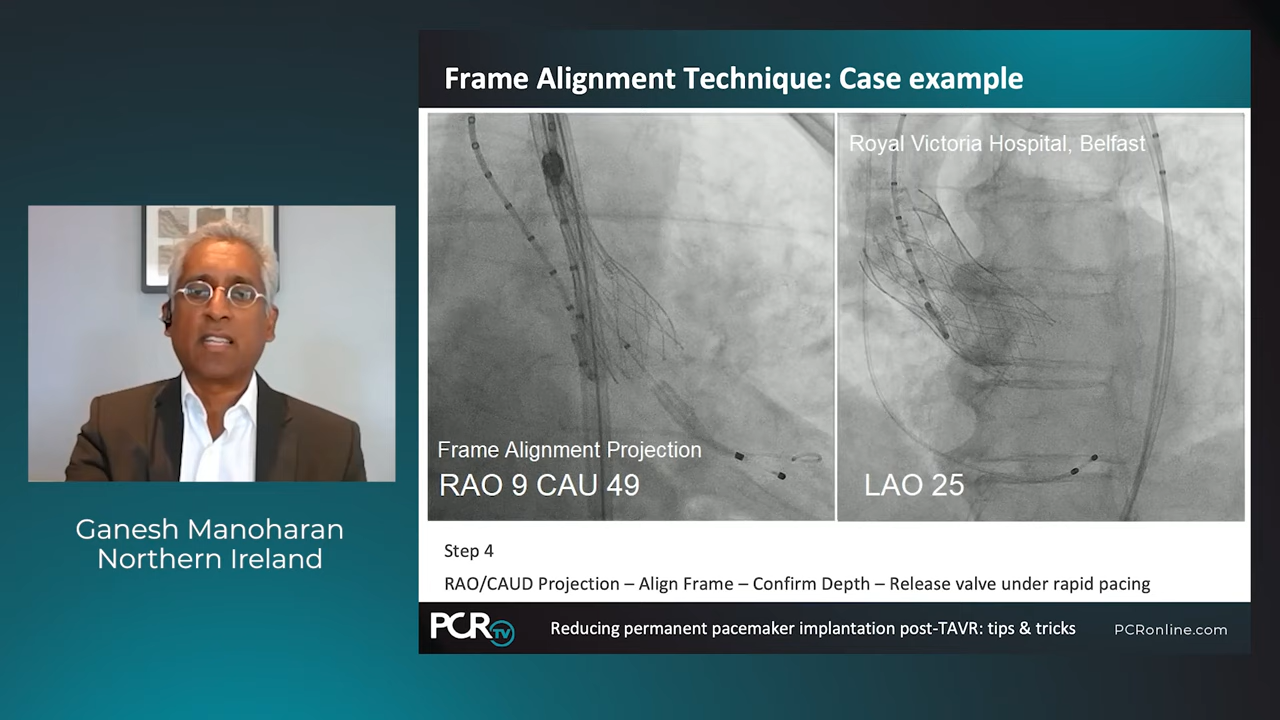 Frame Alignment Technique: Case example
Royal Victoria Hospital, Belfast
Frame Alignment Projection
RAO 9 CAU 49
LAO 25
Ganesh Manoharan
Northern Ireland
Step 4
RAO/CAUD Projection – Align Frame – Confirm Depth – Release valve under rapid pacing
PCR TV
Reducing permanent pacemaker implantation post-TAVR: tips & tricks
PCRonline.com